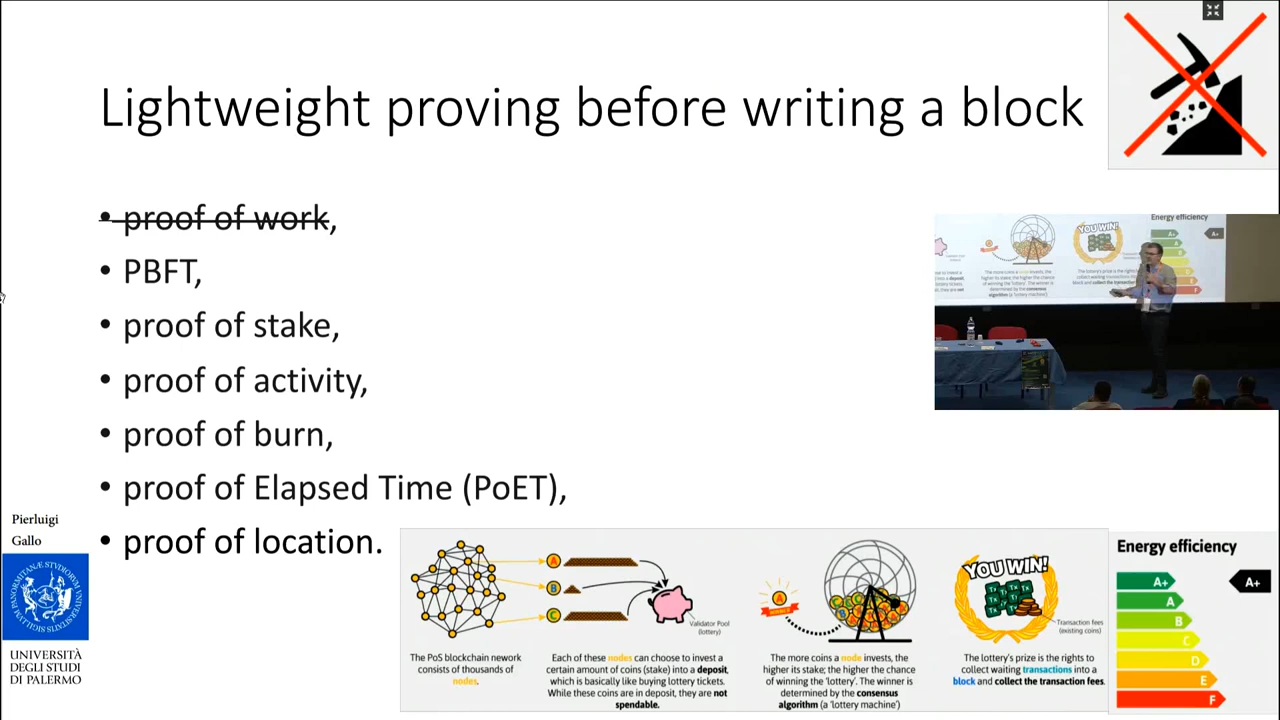 Lightweight proving before writing a block
• proof of work,
• PBFT,
• proof of stake,
• proof of activity,
• proof of burn,
• proof of Elapsed Time (PoET),
• proof of location.
Pierluigi
Gallo
UNIVERSITÀ
DEGLI STUDI
DI PALERMO
A
B
C
Validator Pool
(lottery)
The PoS blockchain nework
consists of thousands of
nodes.
Each of these nodes can choose to invest a
certain amount of coins (stake) into a deposit,
which is basically like buying lottery tickets.
While these coins are in deposit, they are not
spendable.
A
WINNER
The more coins a node invests, the
higher its stake; the higher the chance
of winning the 'lottery'. The winner is
determined by the consensus
algorithm (a 'lottery machine')
YOU WIN!
Tx
Transaction fees
(existing coins)
The lottery's prize is the rights to
collect waiting transactions into a
block and collect the transaction fees.
Energy efficiency
A+
A+
A
B
C
D
E
F
Energy efficiency
YOU WIN!
A+